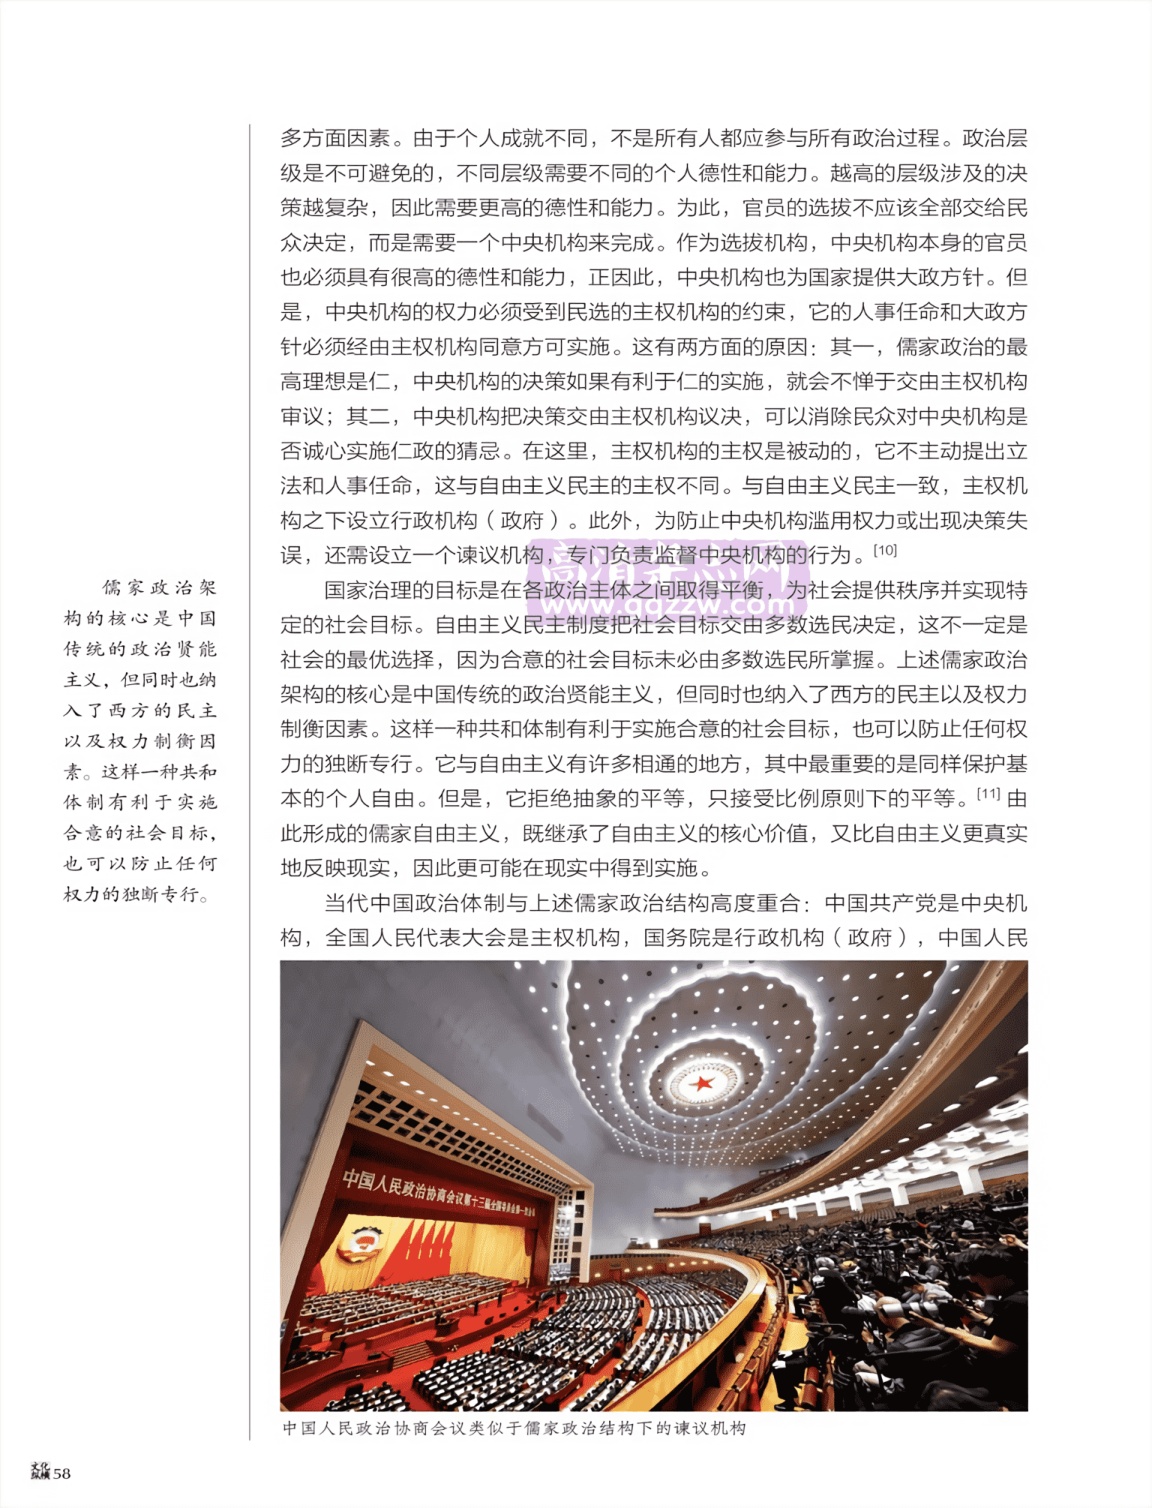 多方面因素。由于个人成就不同，不是所有人都应参与所有政治过程。政治层
级是不可避免的，不同层级需要不同的个人德性和能力。越高的层级涉及的决
策越复杂，因此需要更高的德性和能力。为此，官员的选拔不应该全部交给民
众决定，而是需要一个中央机构来完成。作为选拔机构，中央机构本身的官员
也必须具有很高的德性和能力，正因此，中央机构也为国家提供大政方针。但
是，中央机构的权力必须受到民选的主权机构的约束，它的人事任命和大政方
针必须经由主权机构同意方可实施。这有两方面的原因：其一，儒家政治的最
高理想是仁，中央机构的决策如果有利于仁的实施，就会不惮于交由主权机构
审议；其二，中央机构把决策交由主权机构议决，可以消除民众对中央机构是
否诚心实施仁政的猜忌。在这里，主权机构的主权是被动的，它不主动提出立
法和人事任命，这与自由主义民主的主权不同。与自由主义民主一致，主权机
构之下设立行政机构（政府）。此外，为防止中央机构滥用权力或出现决策失
误，还需设立一个谏议机构，专门负责监督中央机构的行为。[10]
国家治理的目标是在各政治主体之间取得平衡，为社会提供秩序并实现特
定的社会目标。自由主义民主制度把社会目标交由多数选民决定，这不一定是
社会的最优选择，因为合意的社会目标未必由多数选民所掌握。上述儒家政治
架构的核心是中国传统的政治贤能主义，但同时也纳入了西方的民主以及权力
制衡因素。这样一种共和体制有利于实施合意的社会目标，也可以防止任何权
力的独断专行。它与自由主义有许多相通的地方，其中最重要的是同样保护基
本的个人自由。但是，它拒绝抽象的平等，只接受比例原则下的平等。[11] 由
此形成的儒家自由主义，既继承了自由主义的核心价值，又比自由主义更真实
地反映现实，因此更可能在现实中得到实施。
当代中国政治体制与上述儒家政治结构高度重合：中国共产党是中央机
构，全国人民代表大会是主权机构，国务院是行政机构（政府），中国人民
儒家政治架
构的核心是中国
传统的政治贤能
主义，但同时也纳
入了西方的民主
以及权力制衡因
素。这样一种共和
体制有利于实施
合意的社会目标，
也可以防止任何
权力的独断专行。
www.qqzzw.com
中国人民政治协商会议第十三届全国委员会第一次会议
中国人民政治协商会议类似于儒家政治结构下的谏议机构
文化
纵横 58